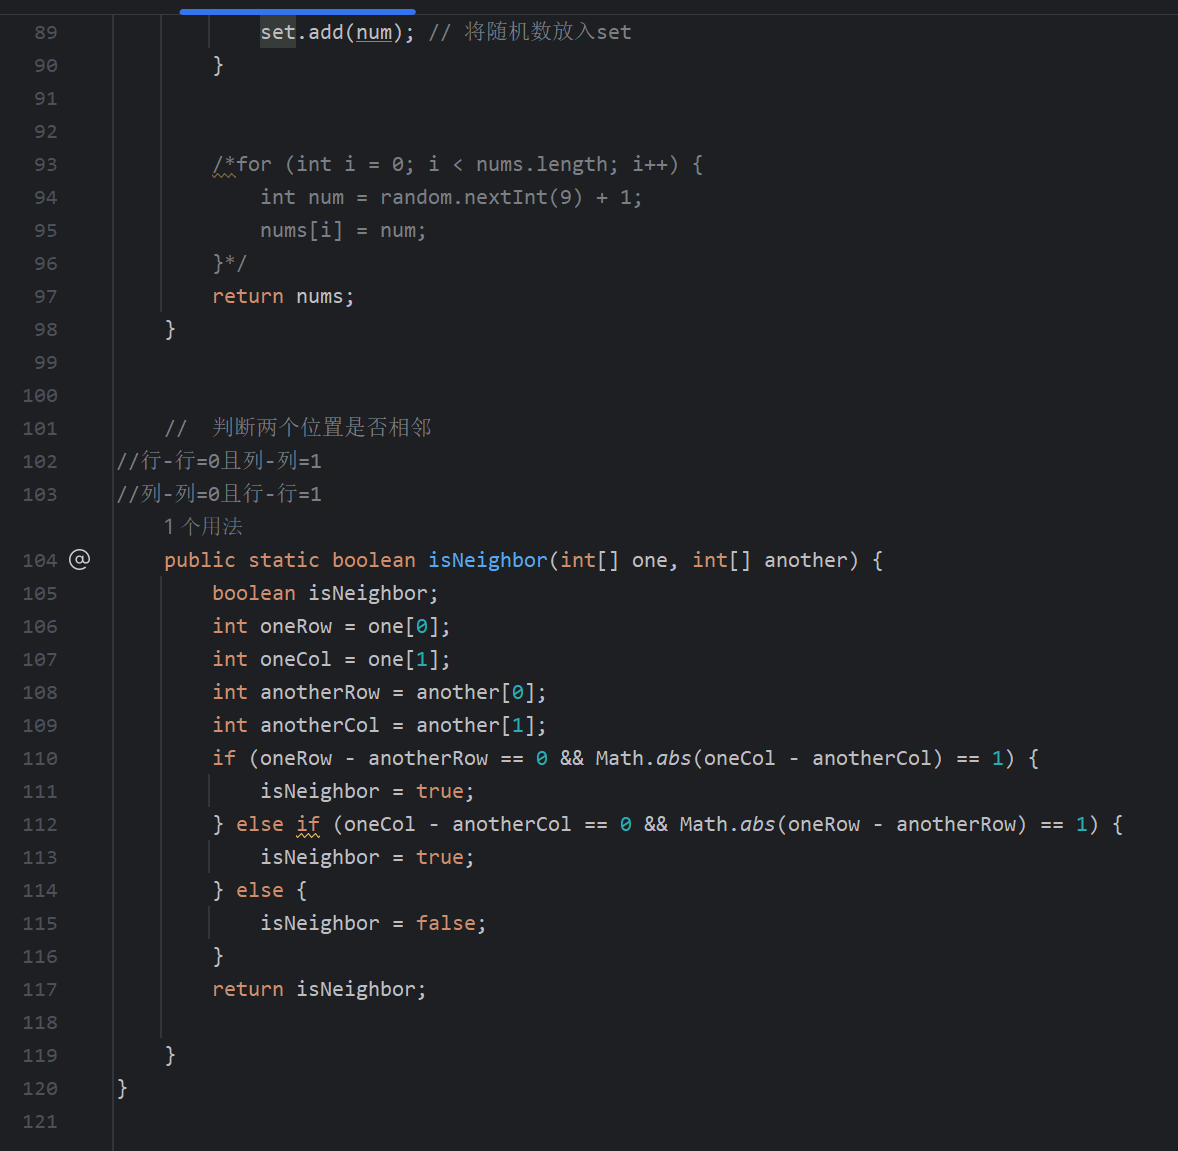 89 set.add(num); // 将随机数放入set
90 }
91
92
93 /*for (int i = 0; i < nums.length; i++) {
94 int num = random.nextInt(9) + 1;
95 nums[i] = num;
96 }*/
97 return nums;
98 }
99
100
101 // 判断两个位置是否相邻
102 //行-行=0且列-列=1
103 //列-列=0且行-行=1
1 个用法
104 @ public static boolean isNeighbor(int[] one, int[] another) {
105 boolean isNeighbor;
106 int oneRow = one[0];
107 int oneCol = one[1];
108 int anotherRow = another[0];
109 int anotherCol = another[1];
110 if (oneRow - anotherRow == 0 && Math.abs(oneCol - anotherCol) == 1) {
111 isNeighbor = true;
112 } else if (oneCol - anotherCol == 0 && Math.abs(oneRow - anotherRow) == 1) {
113 isNeighbor = true;
114 } else {
115 isNeighbor = false;
116 }
117 return isNeighbor;
118
119 }
120 }
121